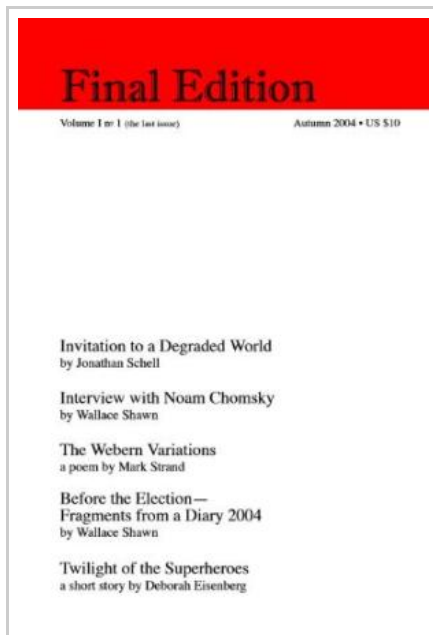 Final Edition
Volume I nº 1 (the last issue) Autumn 2004 • US $10
Invitation to a Degraded World
by Jonathan Schell
Interview with Noam Chomsky
by Wallace Shawn
The Webern Variations
a poem by Mark Strand
Before the Election—
Fragments from a Diary 2004
by Wallace Shawn
Twilight of the Superheroes
a short story by Deborah Eisenberg